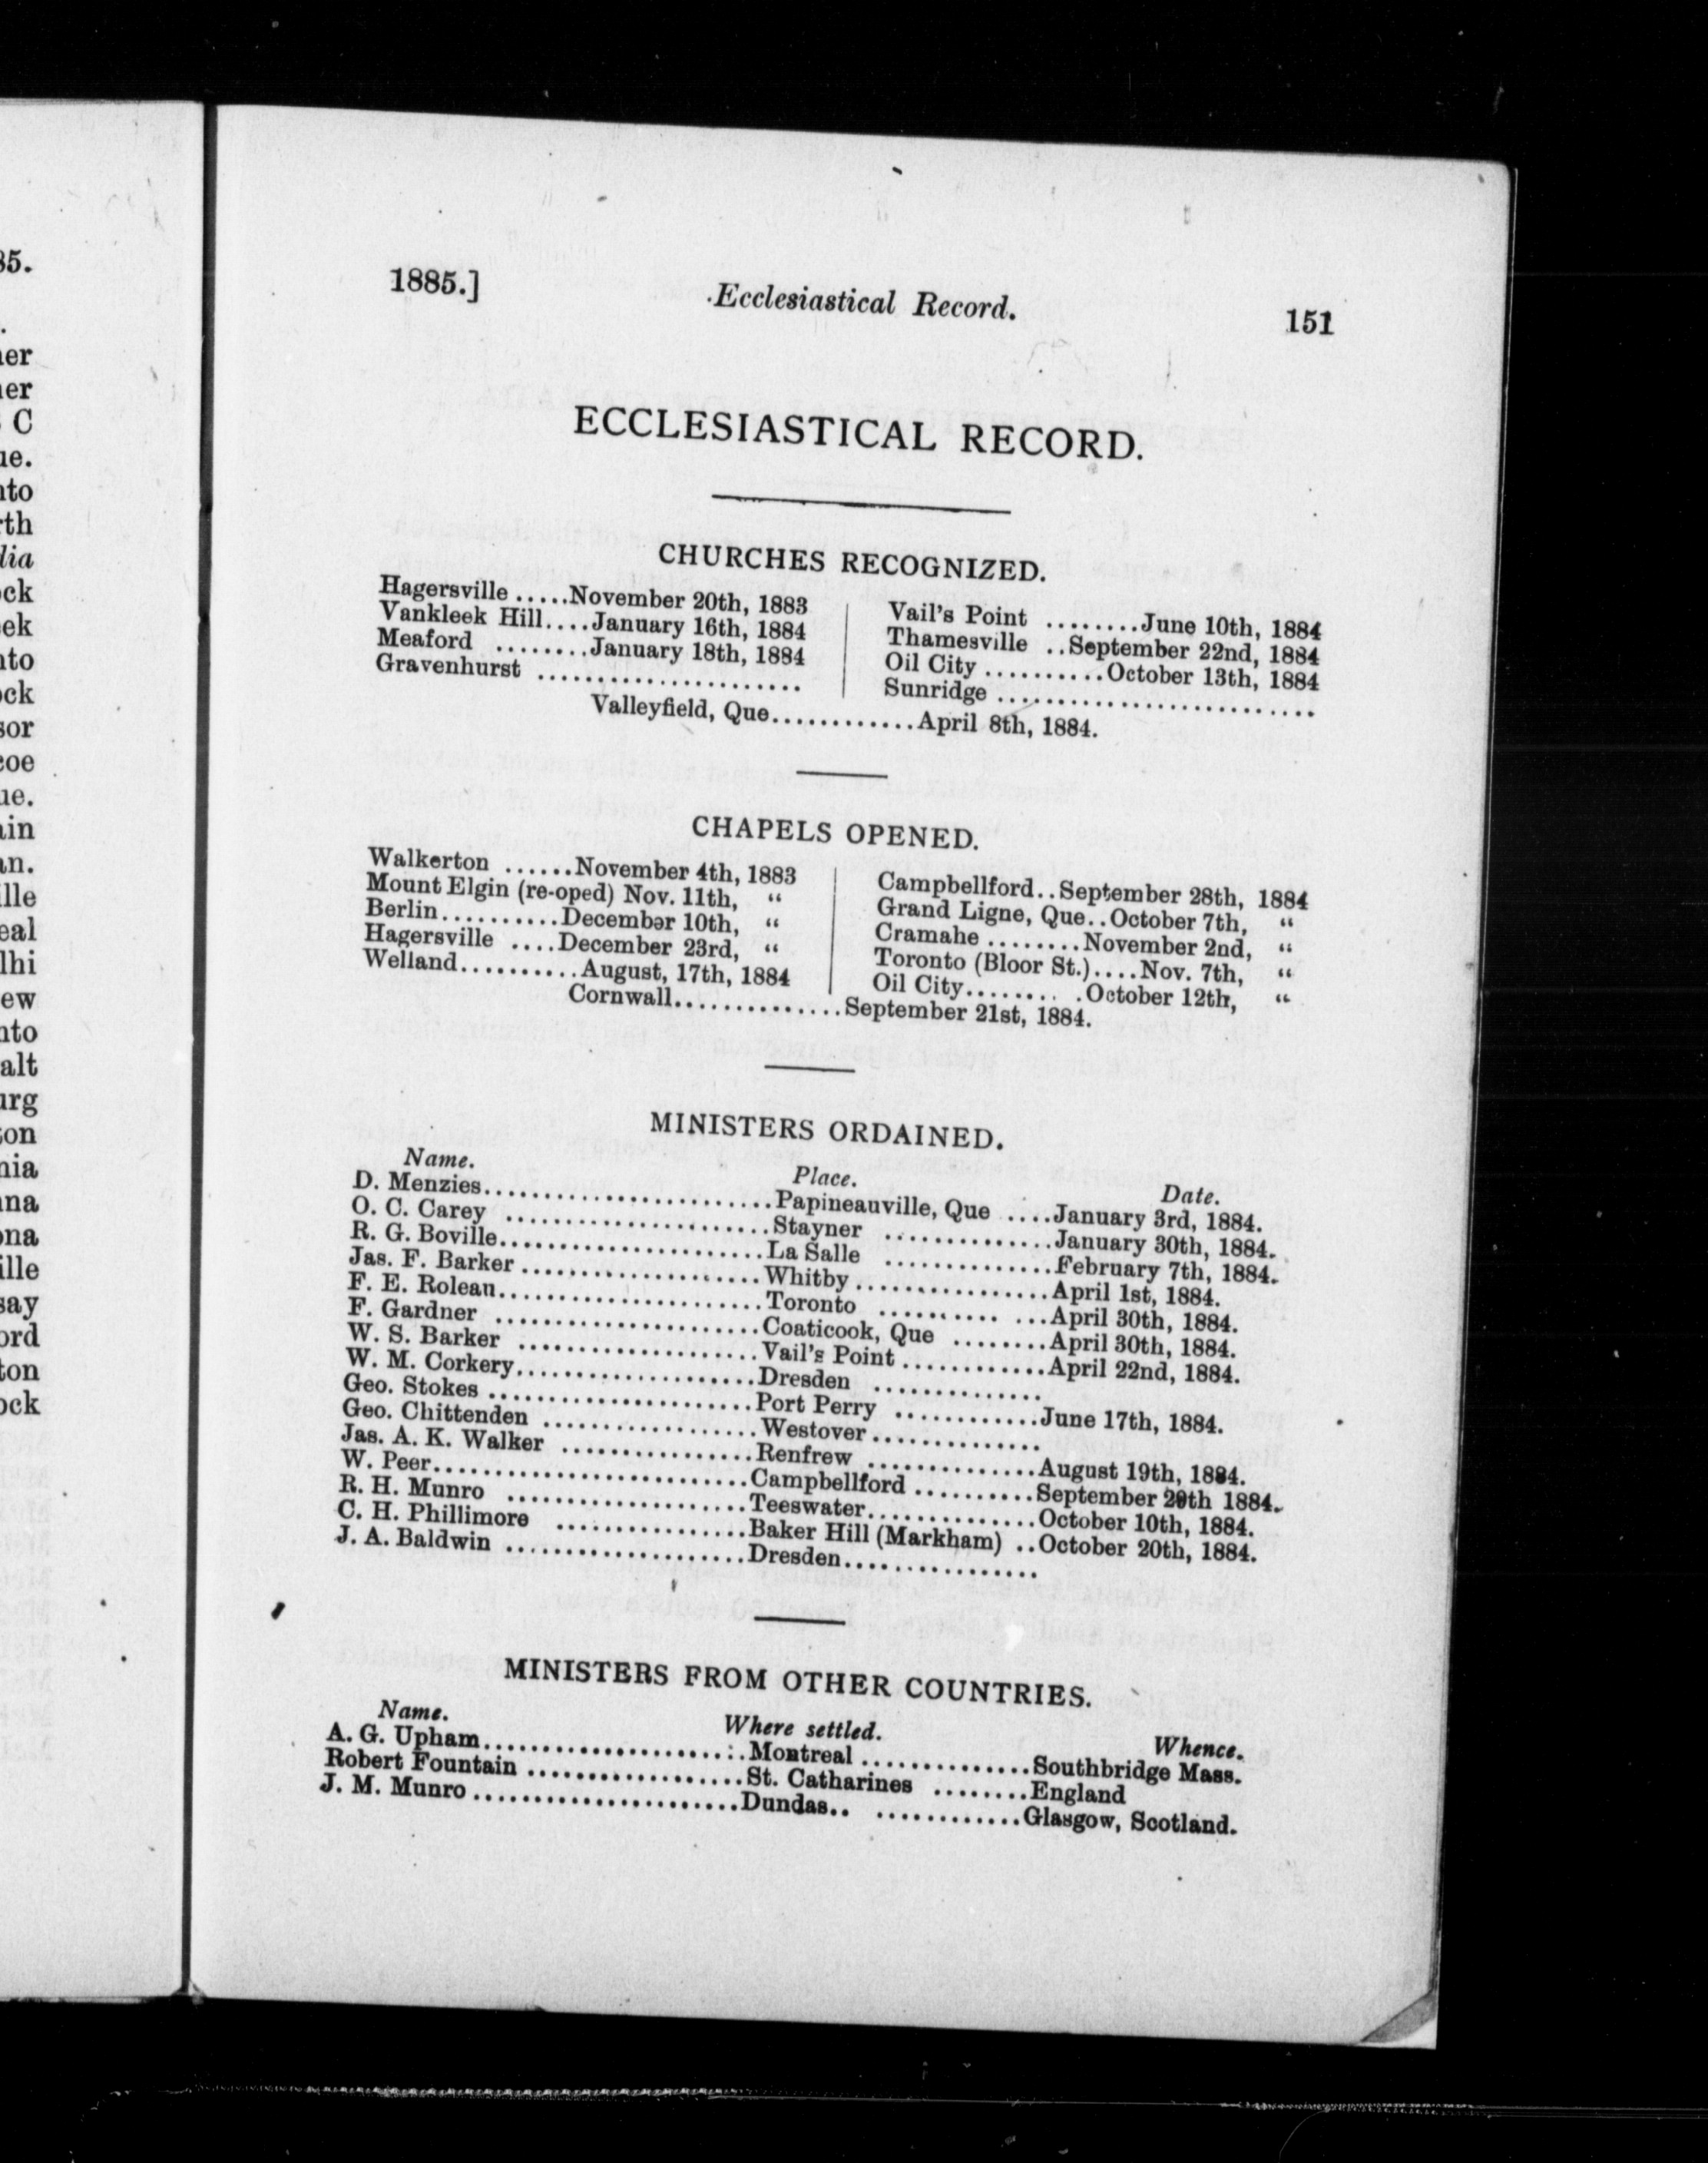 1885.] Ecclesiastical Record. 151
ECCLESIASTICAL RECORD.
CHURCHES RECOGNIZED.
Hagersville .....November 20th, 1883
Vankleek Hill....January 16th, 1884
Meaford ........January 18th, 1884
Gravenhurst ......................
Vail's Point ........June 10th, 1884
Thamesville ..September 22nd, 1884
Oil City ..........October 13th, 1884
Sunridge ..........................
Valleyfield, Que............April 8th, 1884.
CHAPELS OPENED.
Walkerton ......November 4th, 1883
Mount Elgin (re-oped) Nov. 11th, “
Berlin..........December 10th, “
Hagersville ....December 23rd, “
Welland..........August, 17th, 1884
Campbellford..September 28th, 1884
Grand Ligne, Que..October 7th, “
Cramahe ........November 2nd, “
Toronto (Bloor St.)....Nov. 7th, “
Oil City..........October 12th, “
Cornwall..............September 21st, 1884.
MINISTERS ORDAINED.
Name. Place. Date.
D. Menzies........................Papineauville, Que ....January 3rd, 1884.
O. C. Carey ......................Stayner ..............January 30th, 1884.
R. G. Boville......................La Salle ..............February 7th, 1884.
Jas. F. Barker ....................Whitby................April 1st, 1884.
F. E. Roleau......................Toronto .......... ...April 30th, 1884.
F. Gardner ......................Coaticook, Que ........April 30th, 1884.
W. S. Barker ....................Vail's Point ............April 22nd, 1884.
W. M. Corkery....................Dresden ..............
Geo. Stokes ......................Port Perry ............June 17th, 1884.
Geo. Chittenden ..................Westover..............
Jas. A. K. Walker ................Renfrew ..............August 19th, 1884.
W. Peer..........................Campbellford ..........September 29th 1884.
R. H. Munro ....................Teeswater..............October 10th, 1884.
C. H. Phillimore ................Baker Hill (Markham) ..October 20th, 1884.
J. A. Baldwin ....................Dresden................
MINISTERS FROM OTHER COUNTRIES.
Name. Where settled. Whence.
A. G. Upham......................Montreal ..............Southbridge Mass.
Robert Fountain ..................St. Catharines ........England
J. M. Munro ......................Dundas.. ............Glasgow, Scotland.